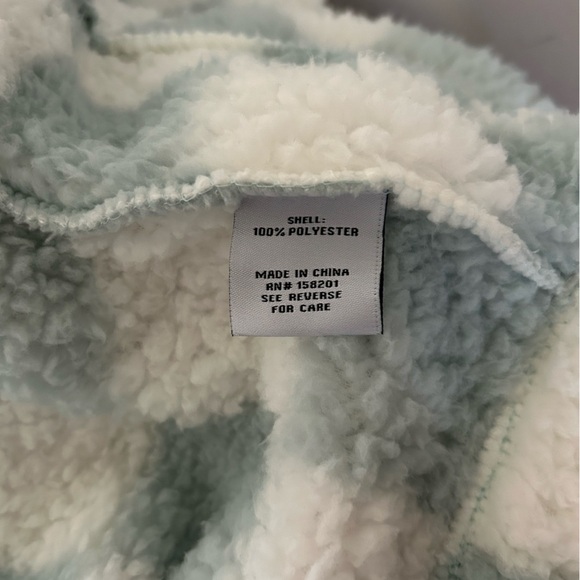 SHELL:
100% POLYESTER
MADE IN CHINA
RN# 158201
SEE REVERSE
FOR CARE